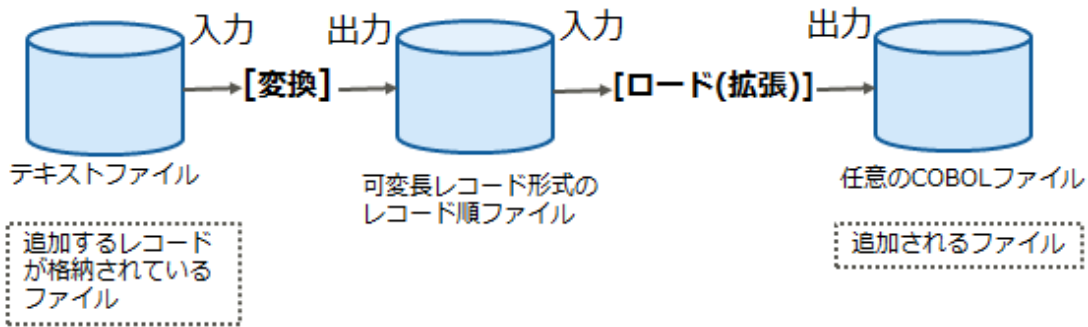 入力
出力
入力
出力
[変換]
[ロード(拡張)]
テキストファイル
可変長レコード形式の
レコード順ファイル
任意のCOBOLファイル
追加するレコード
が格納されている
ファイル
追加されるファイル